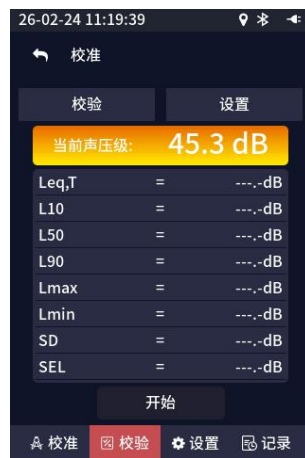 26-02-24 11:19:39
校准
校验 设置
当前声压级: 45.3 dB
Leq,T = ---.-dB
L10 = ---.-dB
L50 = ---.-dB
L90 = ---.-dB
Lmax = ---.-dB
Lmin = ---.-dB
SD = ---.-dB
SEL = ---.-dB
开始
校准 校验 设置 记录